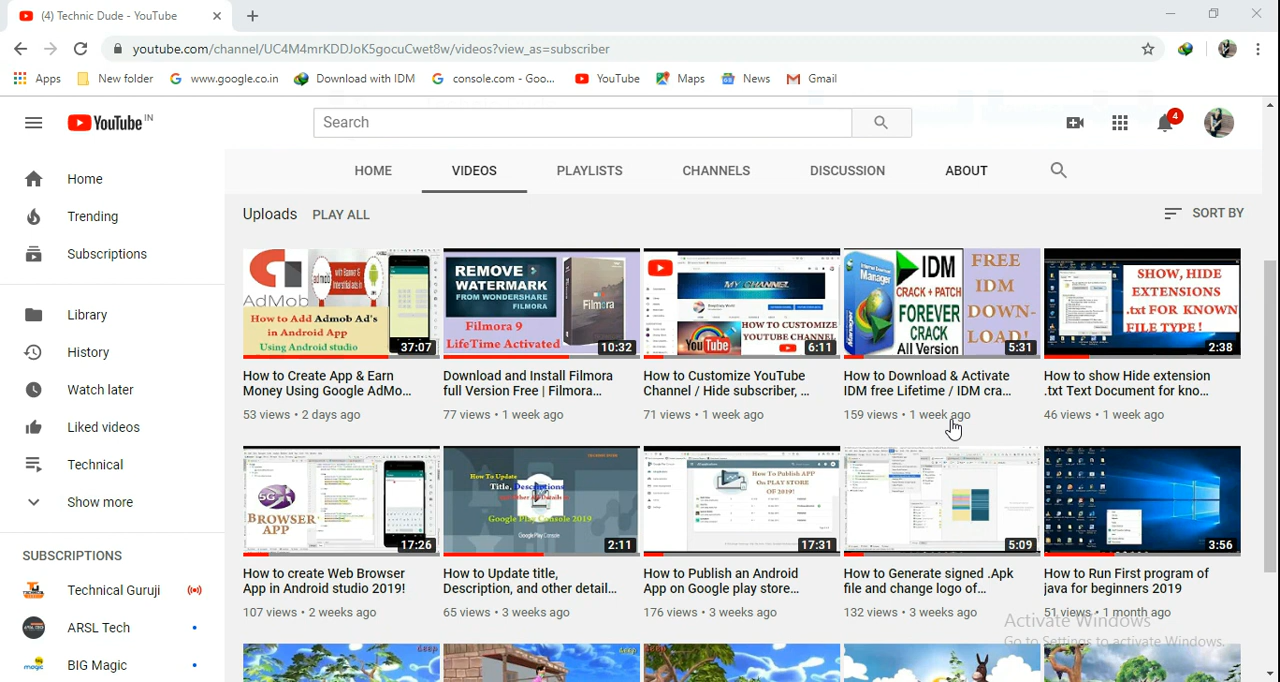 (4) Technic Dude - YouTube
youtube.com/channel/UC4M4mrKDDJoK5gocuCwet8w/videos?view_as=subscriber
Apps New folder www.google.co.in Download with IDM console.com - Goo... YouTube Maps News Gmail
YouTube IN
Search
4
HOME VIDEOS PLAYLISTS CHANNELS DISCUSSION ABOUT
Home
Trending
Subscriptions
Library
History
Watch later
Liked videos
Technical
Show more
SUBSCRIPTIONS
Technical Guruji
ARSL Tech
BIG Magic
Uploads PLAY ALL
SORT BY
AdMob
How to Add Admob Ad's
in Android App
Using Android studio
37:07
How to Create App & Earn
Money Using Google AdMo...
53 views • 2 days ago
REMOVE
WATERMARK
FROM WONDERSHARE
FILMORA
Filmora
Filmora 9
LifeTime Activated
10:32
Download and Install Filmora
full Version Free | Filmora...
77 views • 1 week ago
MY CHANNEL
HOW TO CUSTOMIZE
YOUTUBE CHANNEL
YouTube
6:11
How to Customize YouTube
Channel / Hide subscriber, ...
71 views • 1 week ago
Internet Download
Manager
IDM
CRACK + PATCH
FOREVER
CRACK
All Version
FREE
IDM
DOWN-
LOAD!
5:31
How to Download & Activate
IDM free Lifetime / IDM cra...
159 views • 1 week ago
SHOW, HIDE
EXTENSIONS
.txt FOR KNOWN
FILE TYPE !
2:38
How to show Hide extension
.txt Text Document for kno...
46 views • 1 week ago
5G
BROWSER
APP
17:26
How to create Web Browser
App in Android studio 2019!
107 views • 2 weeks ago
How To Update
Title, Descriptions
Google Play Console 2019
Google Play Console
2:11
How to Update title,
Description, and other detail...
65 views • 3 weeks ago
How To Publish APP
On PLAY STORE
OF 2019!
17:31
How to Publish an Android
App on Google play store...
176 views • 3 weeks ago
5:09
How to Generate signed .Apk
file and change logo of...
132 views • 3 weeks ago
3:56
How to Run First program of
java for beginners 2019
51 views • 1 month ago
Activate Windows
Go to Settings to activate Windows.
deep
deep
deep